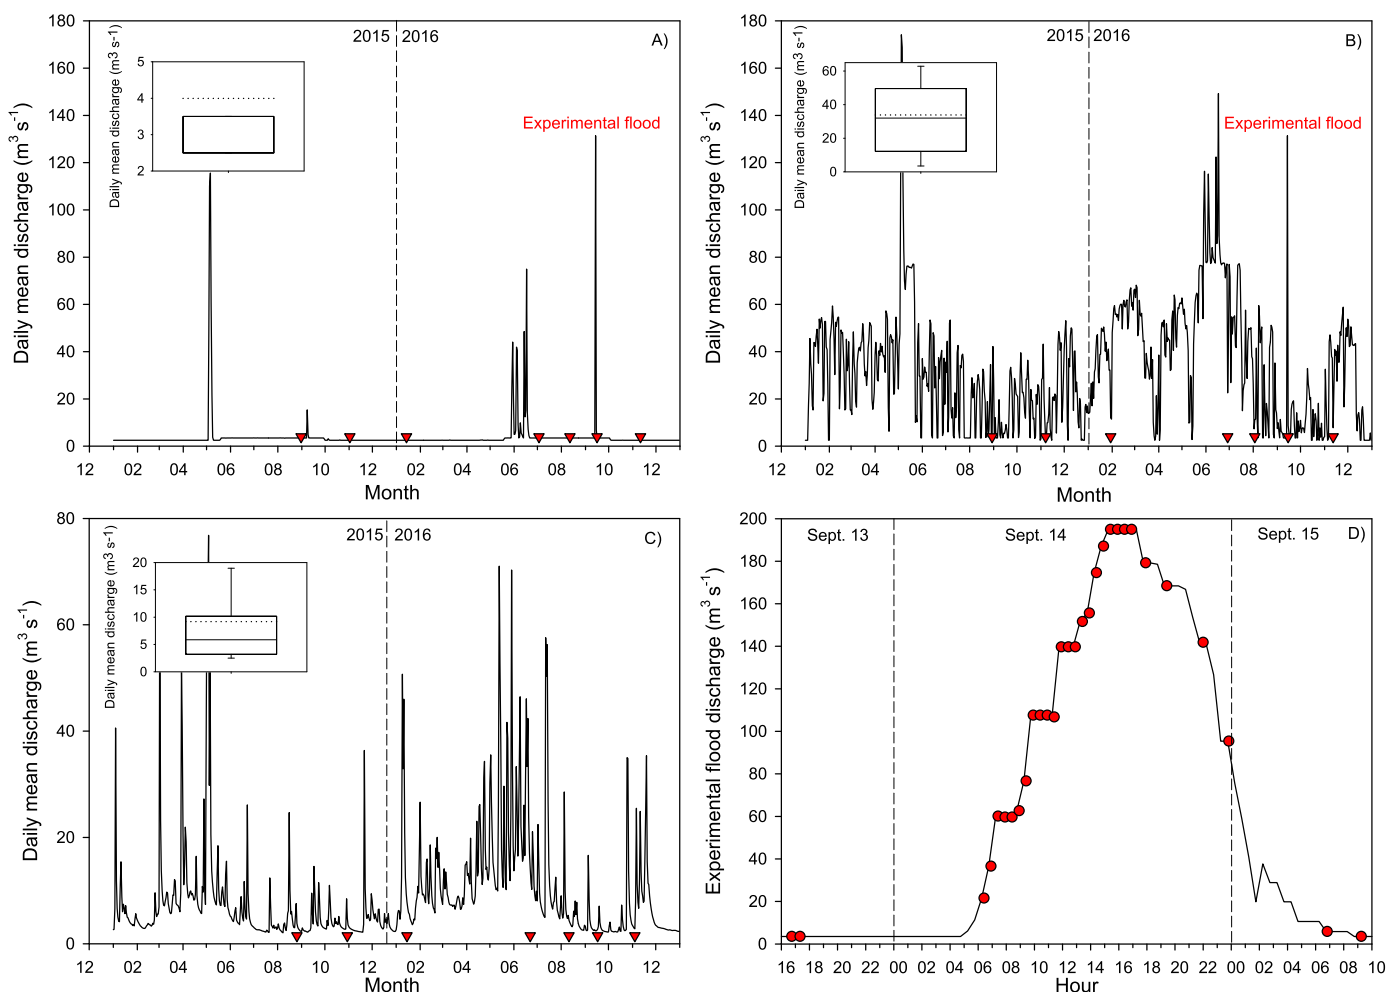 180
160
140
120
100
80
60
40
20
0
Daily mean discharge (m3 s-1)
5
4
3
2
Daily mean discharge (m3 s-1)
2015 2016
A)
Experimental flood
12 02 04 06 08 10 12 02 04 06 08 10 12
Month
180
160
140
120
100
80
60
40
20
0
Daily mean discharge (m3 s-1)
60
40
20
0
Daily mean discharge (m3 s-1)
2015 2016
B)
Experimental flood
12 02 04 06 08 10 12 02 04 06 08 10 12
Month
80
60
40
20
0
Daily mean discharge (m3 s-1)
20
15
10
5
0
Daily mean discharge (m3 s-1)
2015 2016
C)
12 02 04 06 08 10 12 02 04 06 08 10 12
Month
200
180
160
140
120
100
80
60
40
20
0
Experimental flood discharge (m3 s-1)
Sept. 13
Sept. 14
Sept. 15
D)
16 18 20 22 00 02 04 06 08 10 12 14 16 18 20 22 00 02 04 06 08 10
Hour